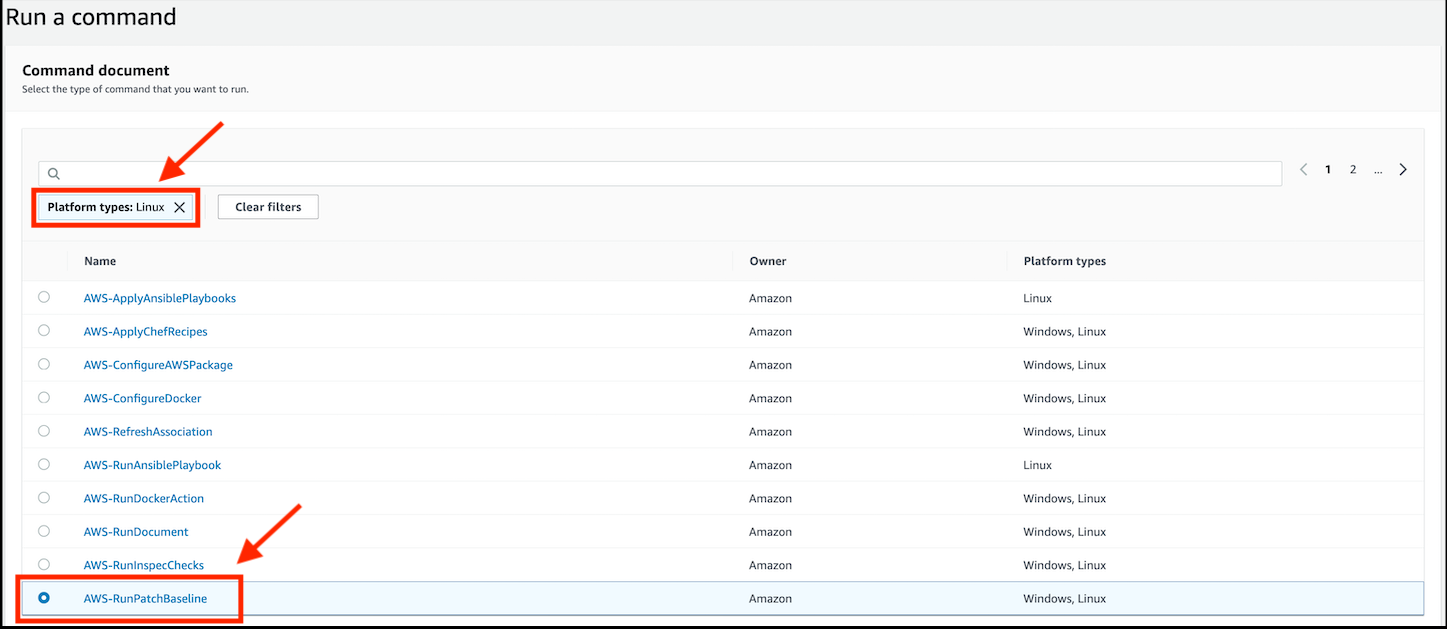 Run a command
Command document
Select the type of command that you want to run.
1 2 ...
Platform types: Linux Clear filters
Name Owner Platform types
AWS-ApplyAnsiblePlaybooks Amazon Linux
AWS-ApplyChefRecipes Amazon Windows, Linux
AWS-ConfigureAWSPackage Amazon Windows, Linux
AWS-ConfigureDocker Amazon Windows, Linux
AWS-RefreshAssociation Amazon Windows, Linux
AWS-RunAnsiblePlaybook Amazon Linux
AWS-RunDockerAction Amazon Windows, Linux
AWS-RunDocument Amazon Windows, Linux
AWS-RunInspecChecks Amazon Windows, Linux
AWS-RunPatchBaseline Amazon Windows, Linux